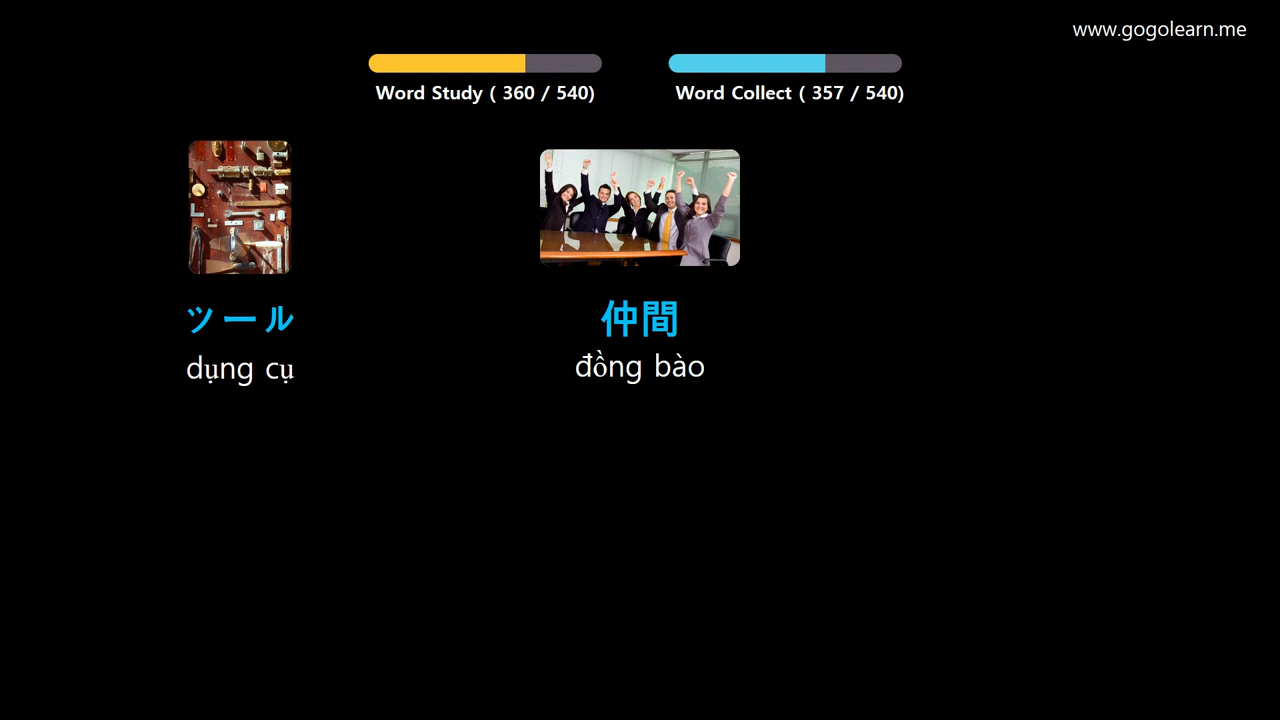 www.gogolearn.me
Word Study ( 360 / 540)
Word Collect ( 357 / 540)
ツール
dụng cụ
仲間
đồng bào